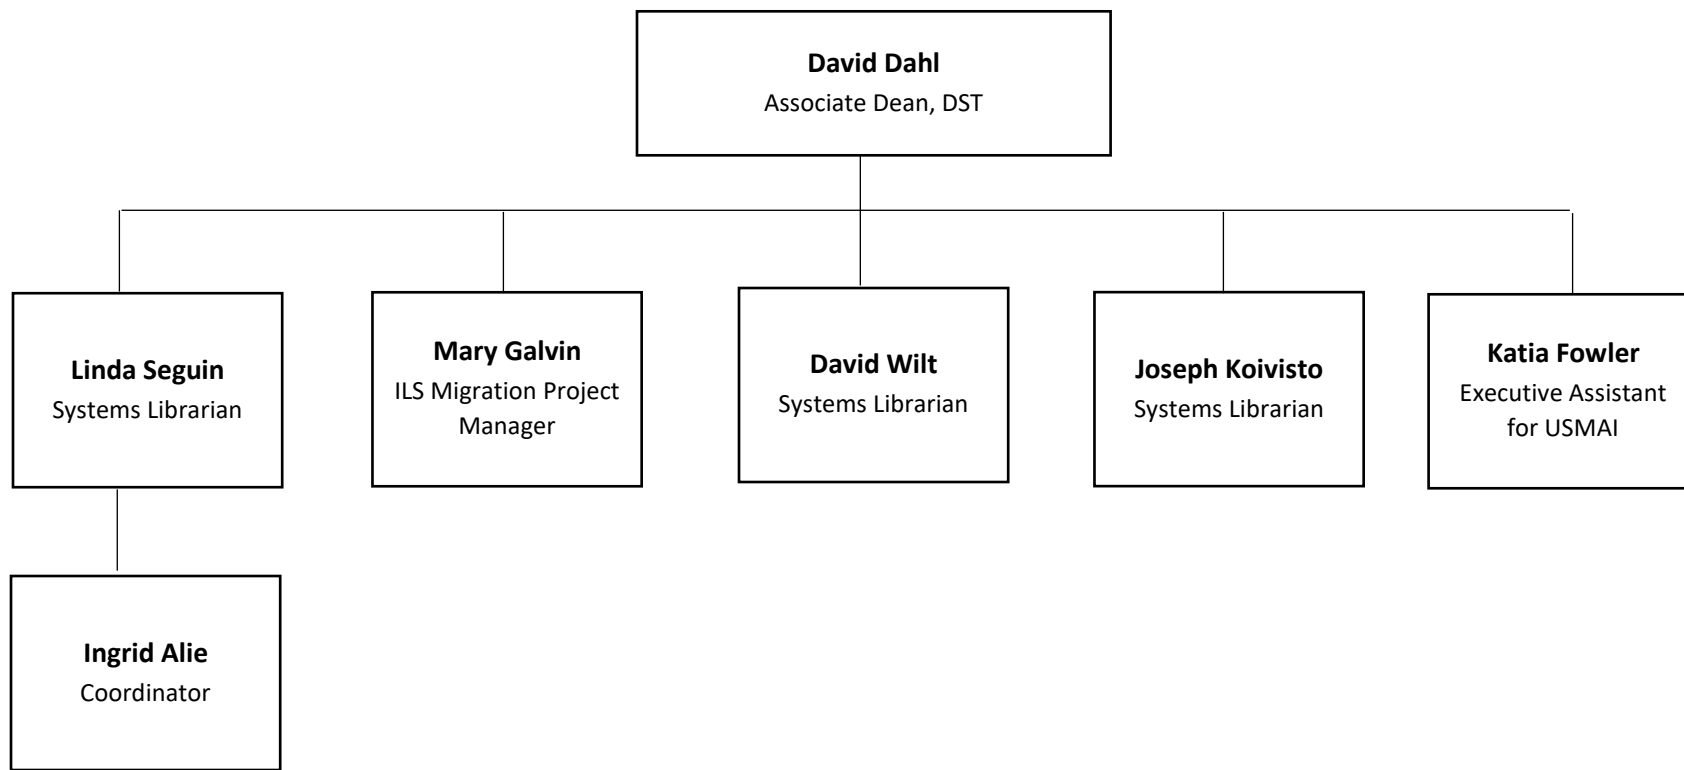 David Dahl
Associate Dean, DST
Linda Seguin
Systems Librarian
Mary Galvin
ILS Migration Project
Manager
David Wilt
Systems Librarian
Joseph Koivisto
Systems Librarian
Katia Fowler
Executive Assistant
for USMAI
Ingrid Alie
Coordinator